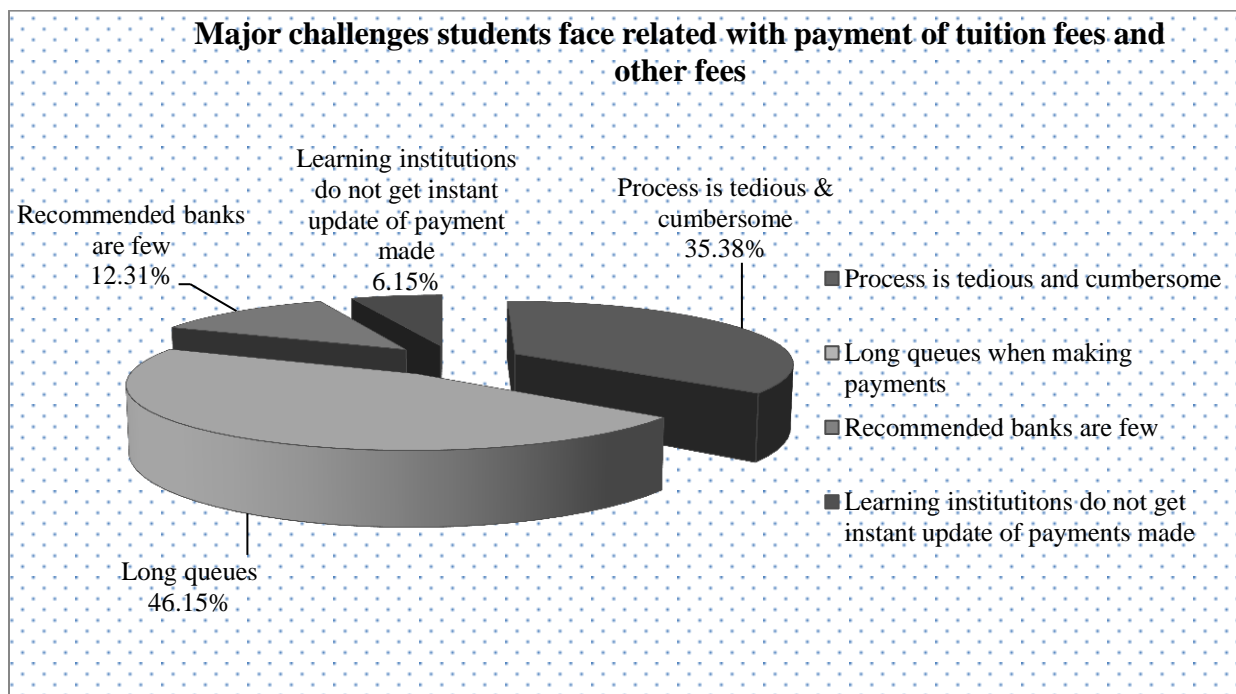 Major challenges students face related with payment of tuition fees and
other fees
Learning institutions
do not get instant
update of payment
made
6.15%
Process is tedious &
cumbersome
35.38%
Recommended banks
are few
12.31%
Long queues
46.15%
Process is tedious and cumbersome
Long queues when making
payments
Recommended banks are few
Learning institutitons do not get
instant update of payments made